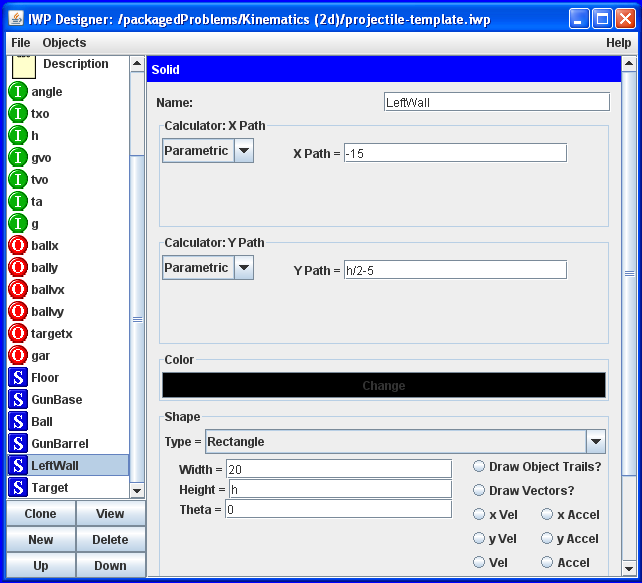 IWP Designer: /packagedProblems/Kinematics (2d)/projectile-template.iwp
File Objects Help
Description
I angle
I txo
I h
I gvo
I tvo
I ta
I g
O ballx
O bally
O ballvx
O ballvy
O targetx
O gar
S Floor
S GunBase
S Ball
S GunBarrel
S LeftWall
S Target
Clone View
New Delete
Up Down
Solid
Name: LeftWall
Calculator: X Path
Parametric X Path = -15
Calculator: Y Path
Parametric Y Path = h/2-5
Color
Change
Shape
Type = Rectangle
Width = 20
Height = h
Theta = 0
Draw Object Trails?
Draw Vectors?
x Vel x Accel
y Vel y Accel
Vel Accel